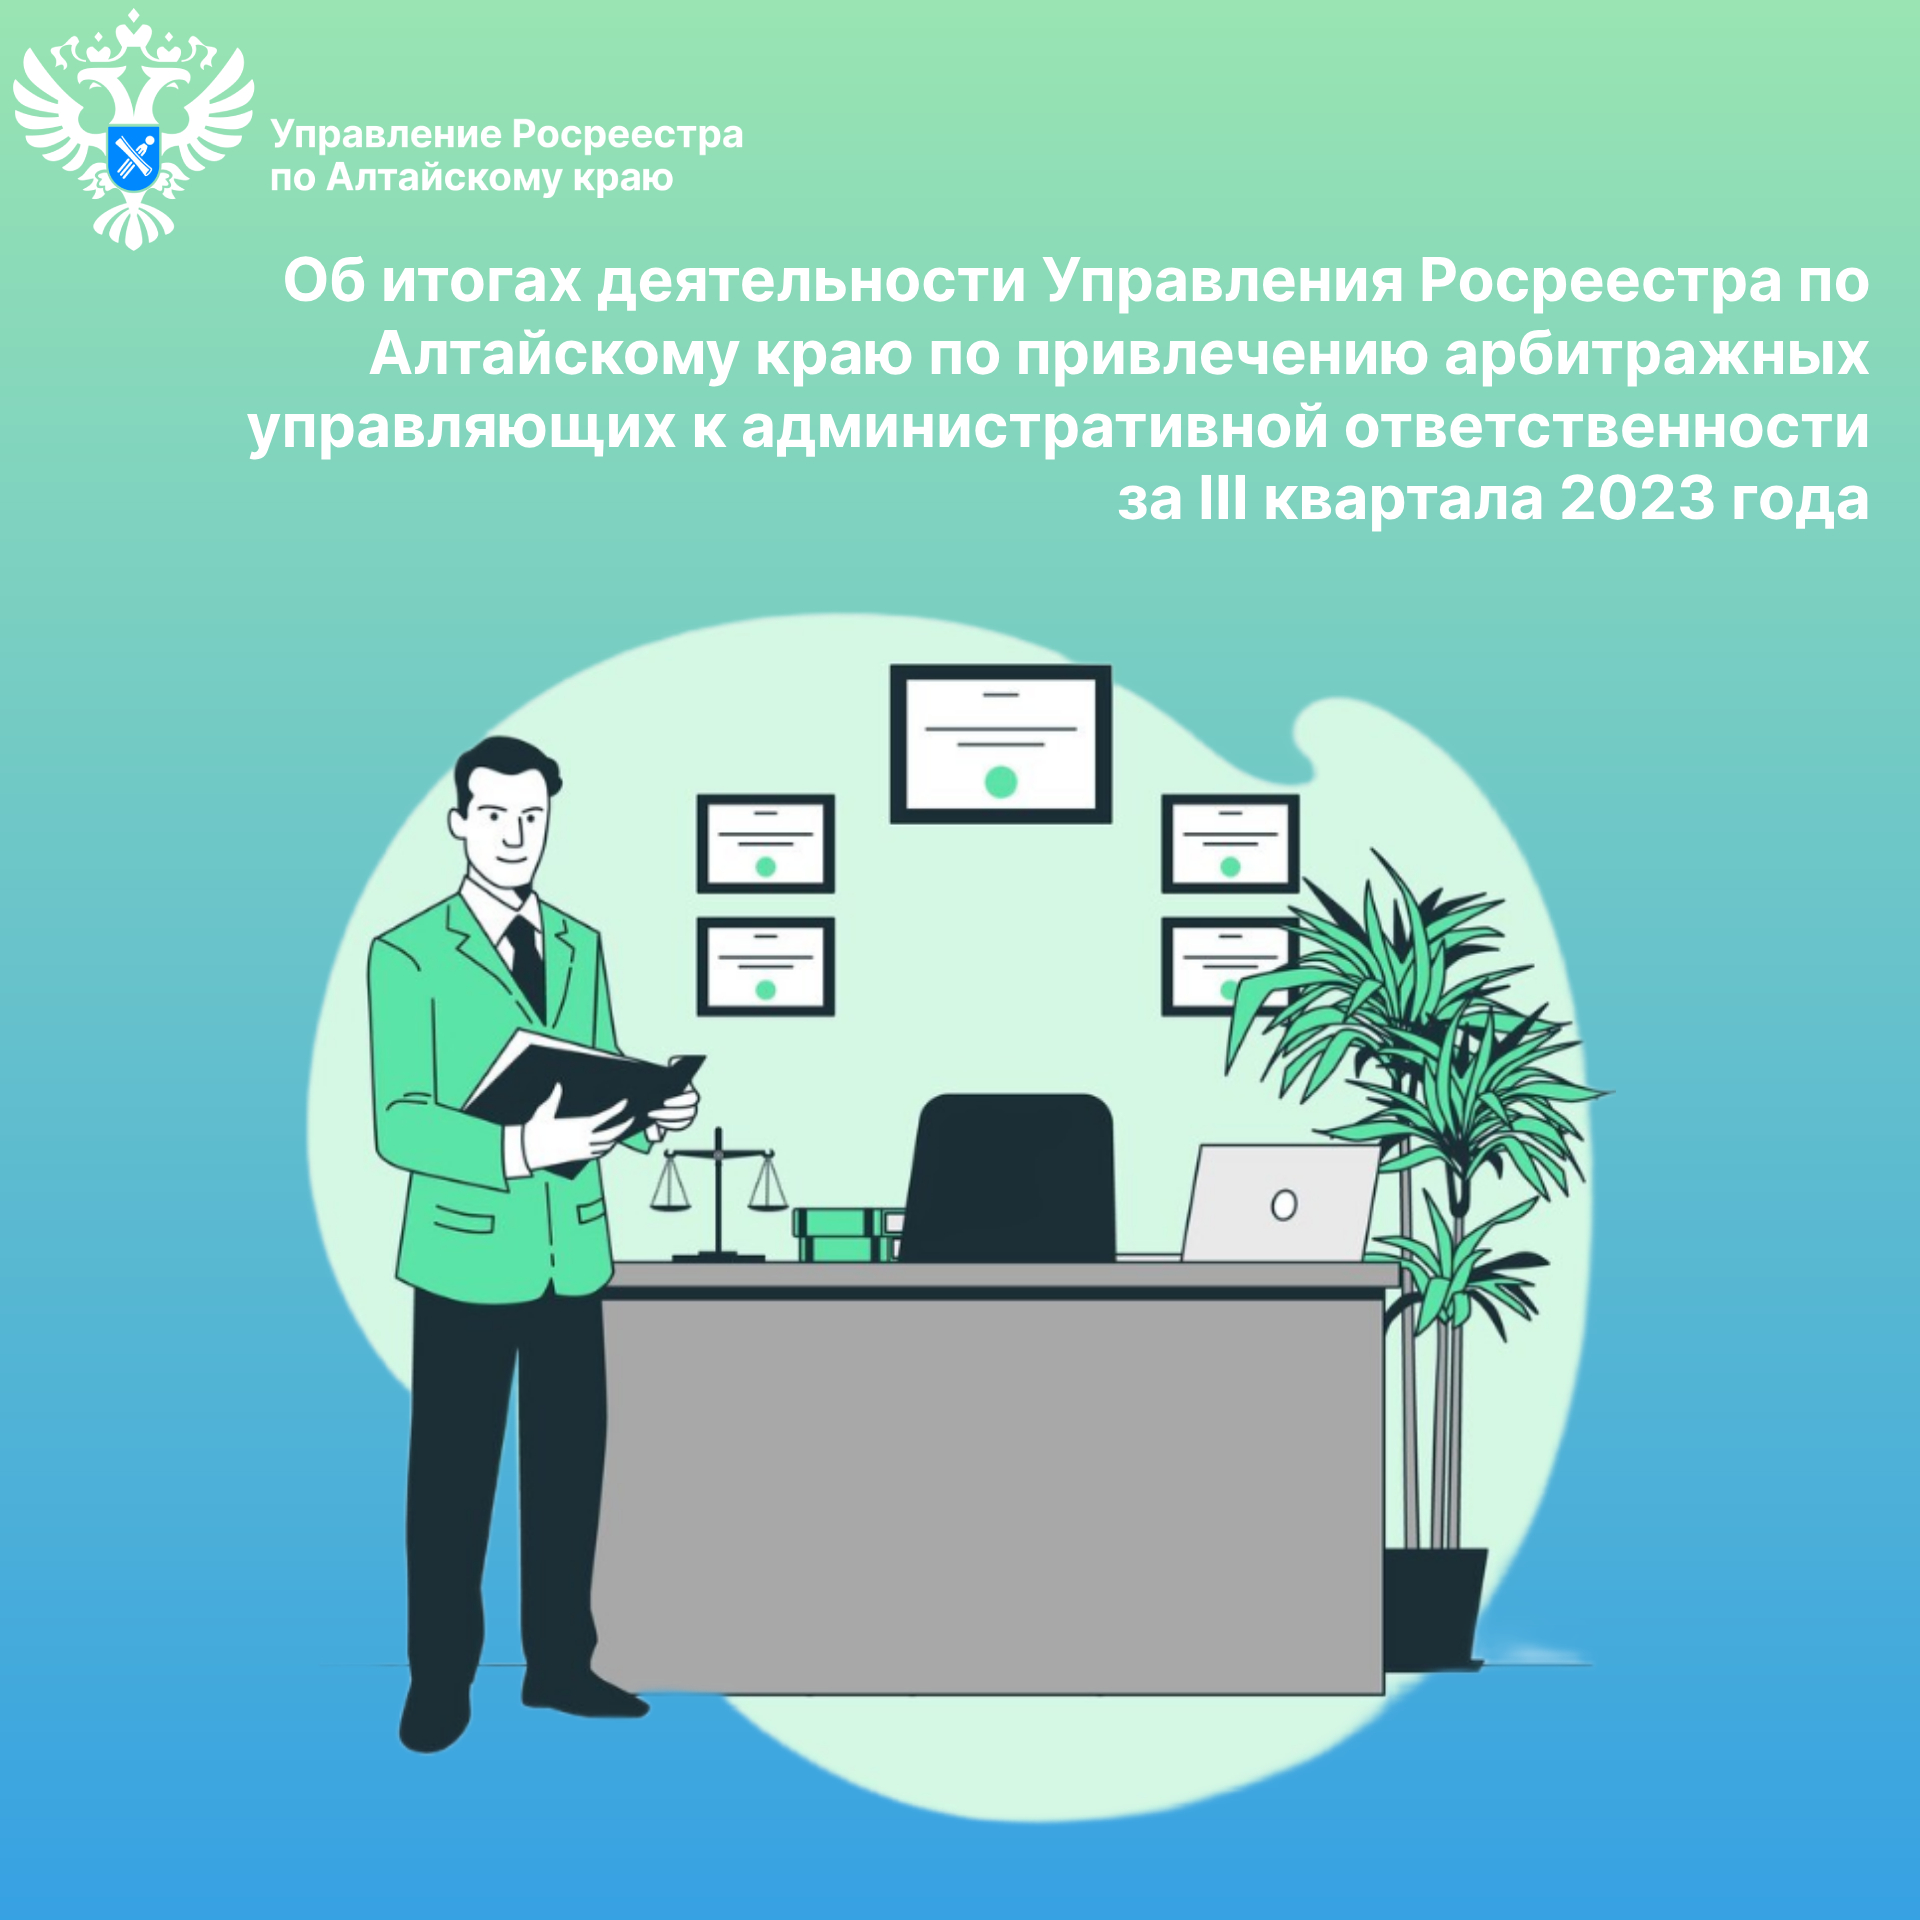 Управление Росреестра
по Алтайскому краю
Об итогах деятельности Управления Росреестра по
Алтайскому краю по привлечению арбитражных
управляющих к административной ответственности
за III квартала 2023 года